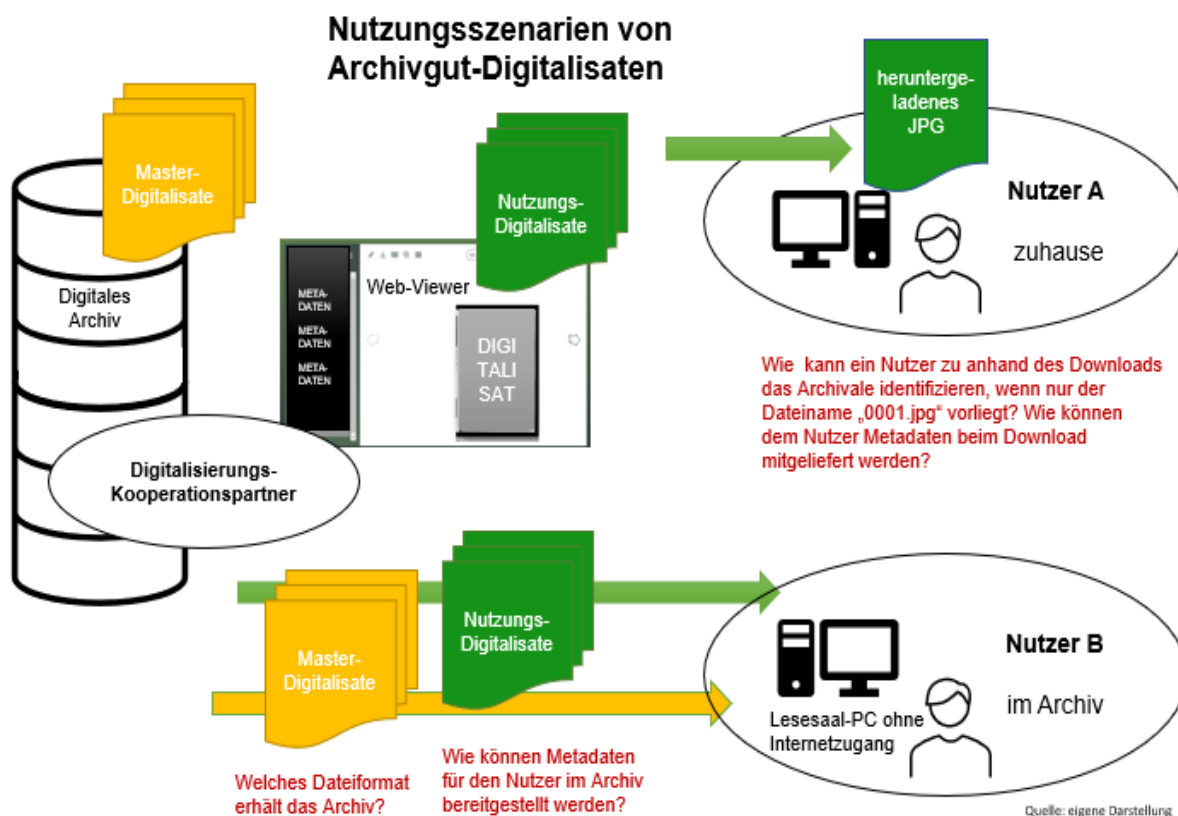 Nutzungsszenarien von
Archivgut-Digitalisaten
herunterge-
ladenes
JPG
Master-
Digitalisate
Nutzungs-
Digitalisate
Nutzer A
zuhause
Digitales
Archiv
META-
DATEN
META-
DATEN
META-
DATEN
Web-Viewer
DIGI
TALI
SAT
Wie kann ein Nutzer zu anhand des Downloads
das Archivale identifizieren, wenn nur der
Dateiname „0001.jpg“ vorliegt? Wie können
dem Nutzer Metadaten beim Download
mitgeliefert werden?
Digitalisierungs-
Kooperationspartner
Master-
Digitalisate
Nutzungs-
Digitalisate
Nutzer B
im Archiv
Lesesaal-PC ohne
Internetzugang
Welches Dateiformat
erhält das Archiv?
Wie können Metadaten
für den Nutzer im Archiv
bereitgestellt werden?
Quelle: eigene Darstellung